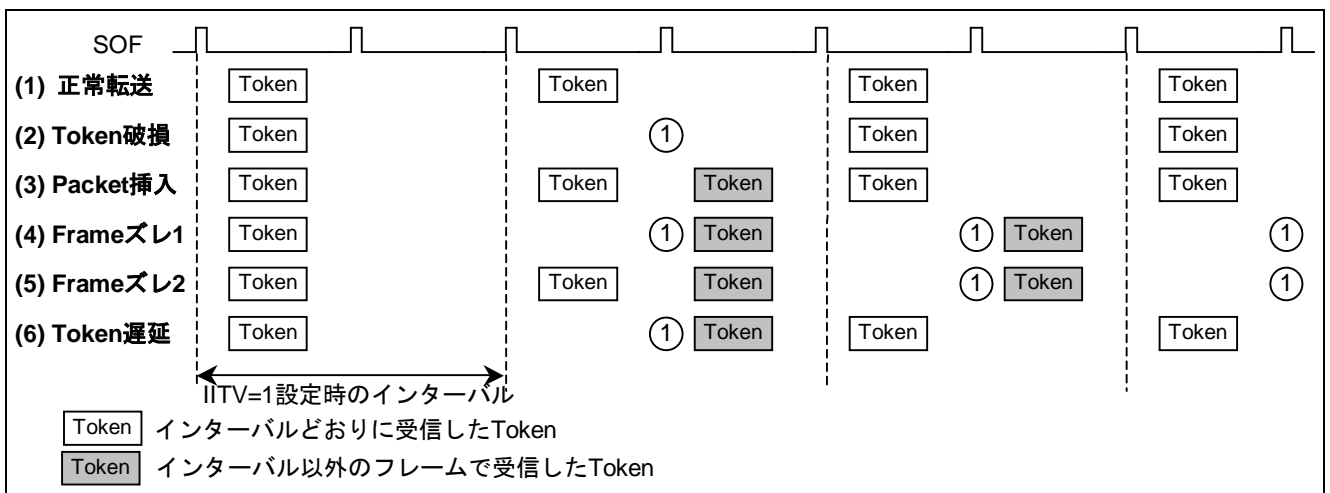 SOF
(1) 正常転送 Token Token Token Token
(2) Token破損 Token 1 Token Token
(3) Packet挿入 Token Token Token Token Token
(4) Frameズレ1 Token 1 Token 1 Token 1
(5) Frameズレ2 Token Token Token 1 Token 1
(6) Token遅延 Token 1 Token Token Token
IITV=1設定時のインターバル
Token インターバルどおりに受信したToken
Token インターバル以外のフレームで受信したToken